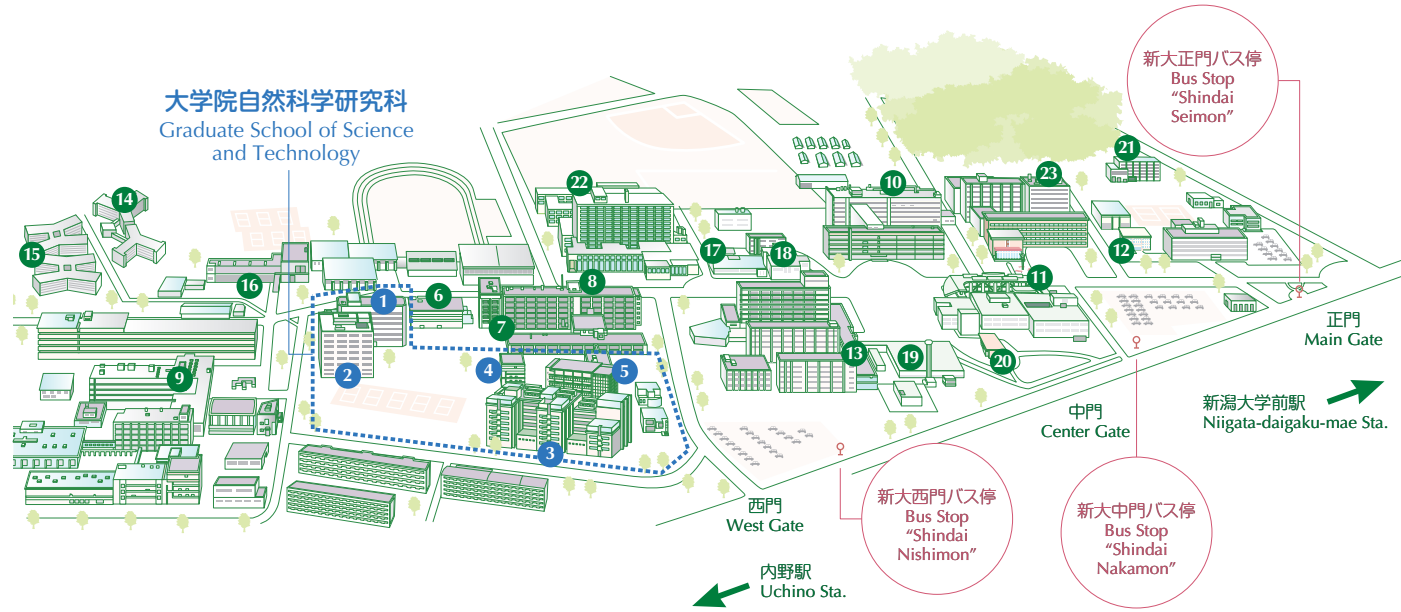 大学院自然科学研究科
Graduate School of Science
and Technology
新大正門バス停
Bus Stop
“Shindai
Seimon”
14
15
16
1
6
22
8
7
2
4
5
3
9
17
18
10
23
21
12
11
13
19
20
正門
Main Gate
新潟大学前駅
Niigata-daigaku-mae Sta.
中門
Center Gate
西門
West Gate
新大西門バス停
Bus Stop
“Shindai
Nishimon”
新大中門バス停
Bus Stop
“Shindai
Nakamon”
内野駅
Uchino Sta.